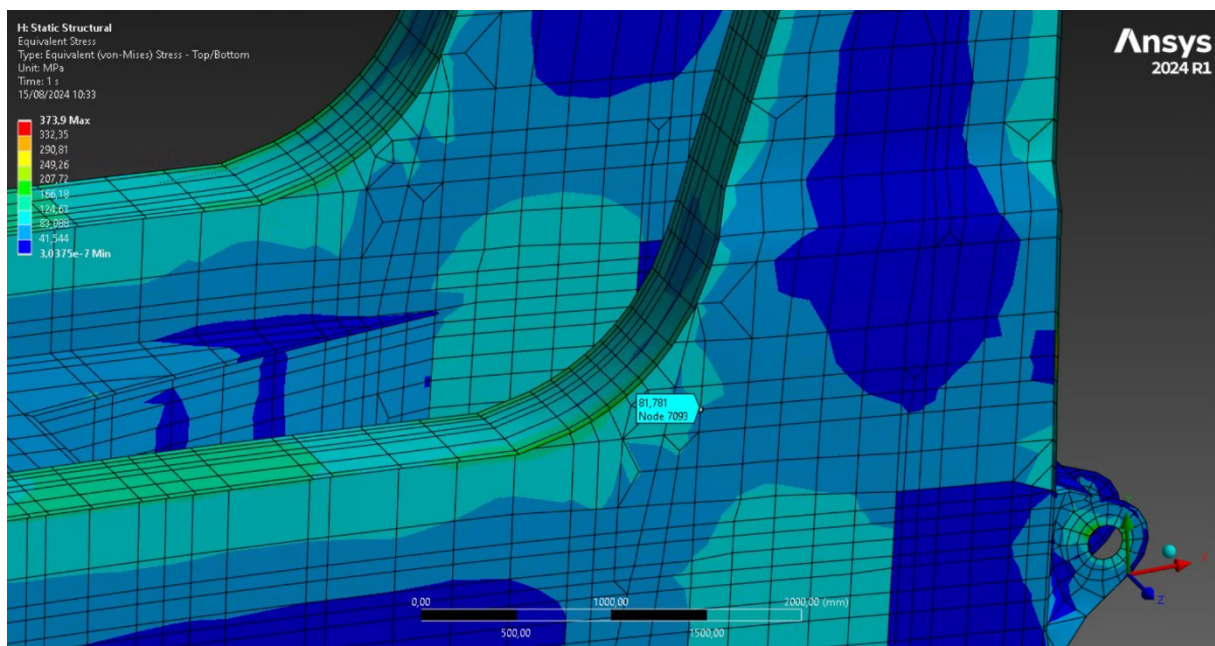 H: Static Structural
Equivalent Stress
Type: Equivalent (von-Mises) Stress - Top/Bottom
Unit: MPa
Time: 1 s
15/08/2024 10:33
373,9 Max
332,35
290,81
249,26
207,72
166,18
124,63
83,088
41,544
3,0375e-7 Min
Ansys
2024 R1
81,781
Node 7093
0,00
1000,00
2000,00 (mm)
500,00
1500,00
X
Z